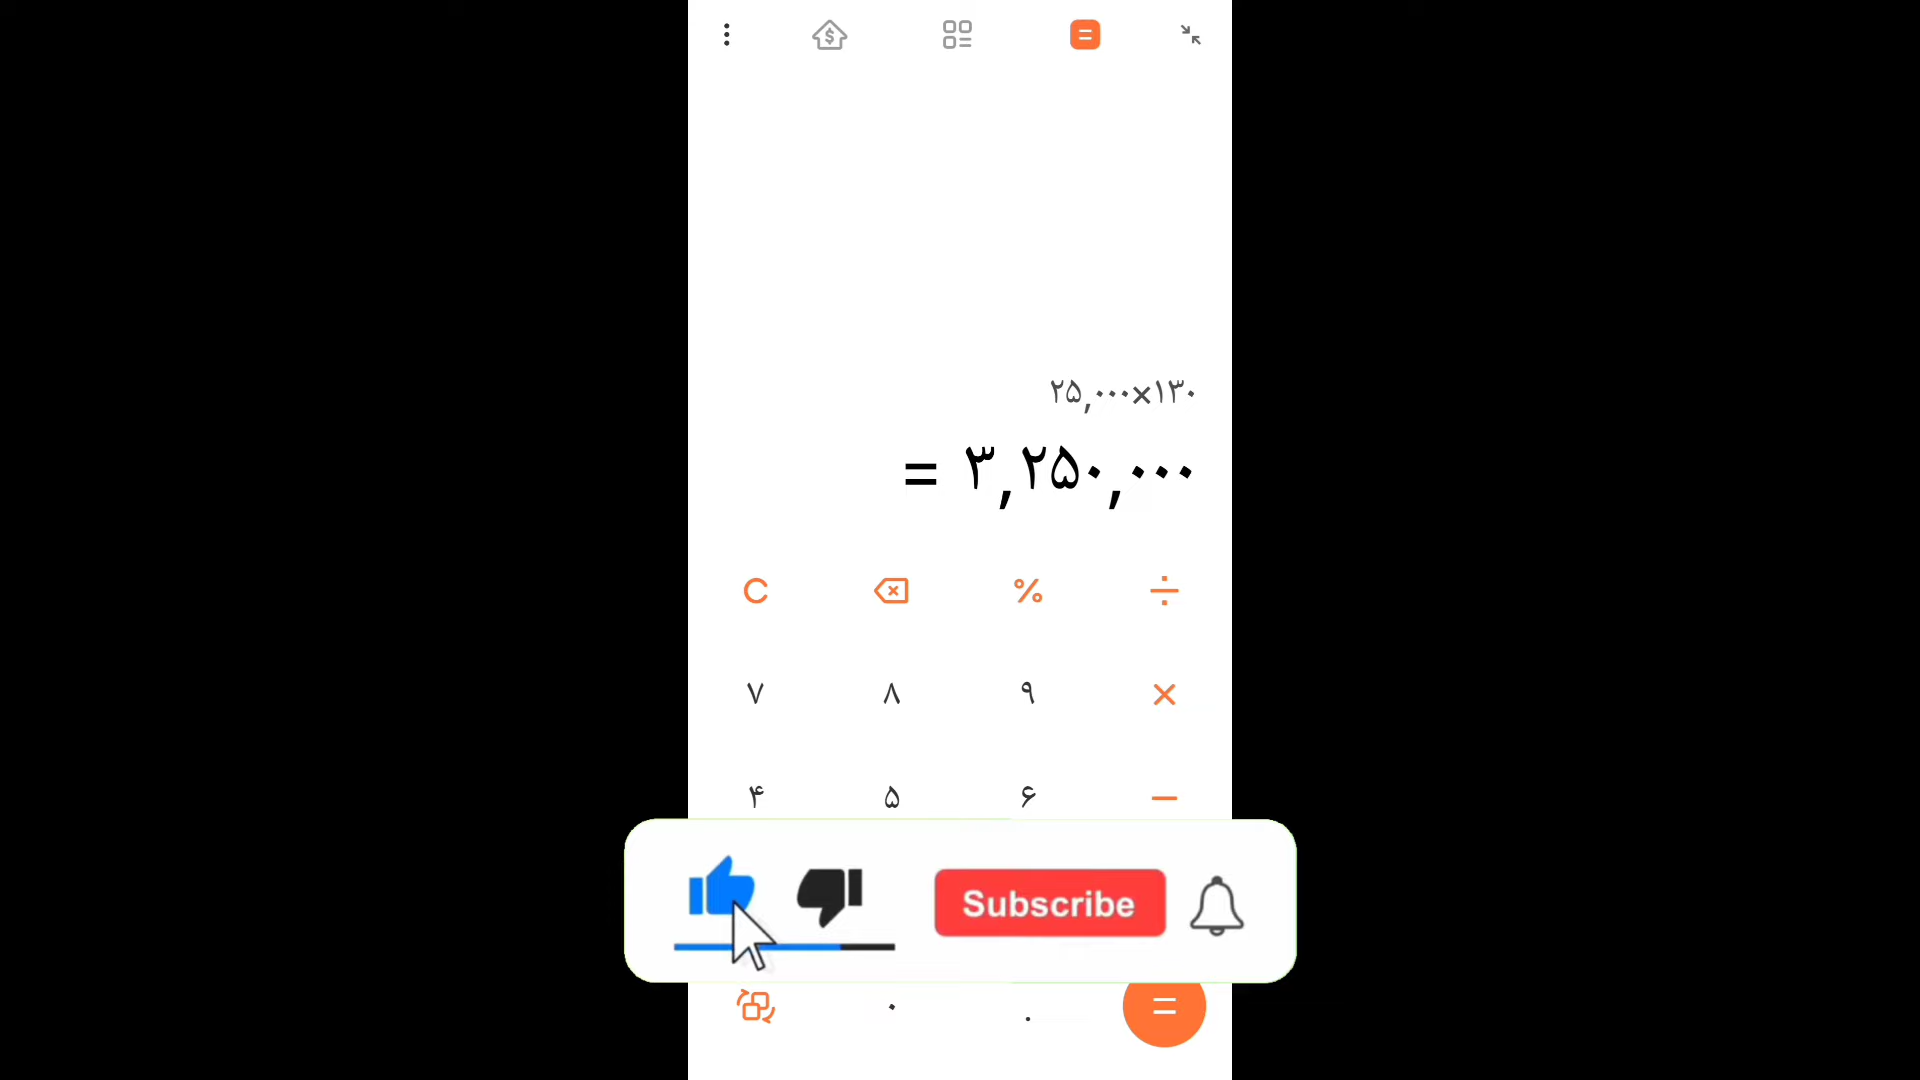 ۲۵,۰۰۰×۱۳۰
= ۳,۲۵۰,۰۰۰
C % ÷
۷ ۸ ۹ ×
۴ ۵ ۶ −
Subscribe
۰ . =